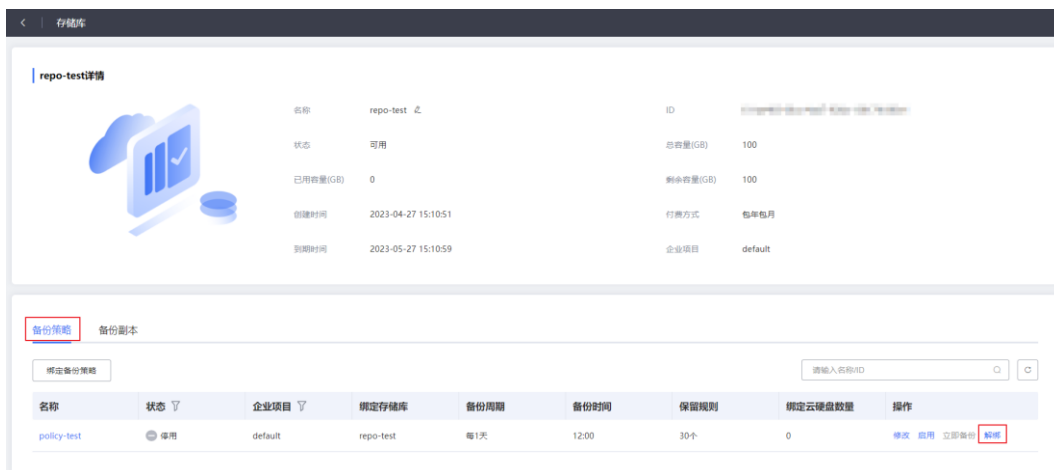 存储库
repo-test详情
名称 repo-test ID
状态 可用 总容量(GB) 100
已用容量(GB) 0 剩余容量(GB) 100
创建时间 2023-04-27 15:10:51 付费方式 包年包月
到期时间 2023-05-27 15:10:59 企业项目 default
备份策略 备份副本
绑定备份策略 请输入名称/ID
名称 状态 企业项目 绑定存储库 备份周期 备份时间 保留规则 绑定云硬盘数量 操作
policy-test 停用 default repo-test 每1天 12:00 30个 0 修改 启用 立即备份 解绑